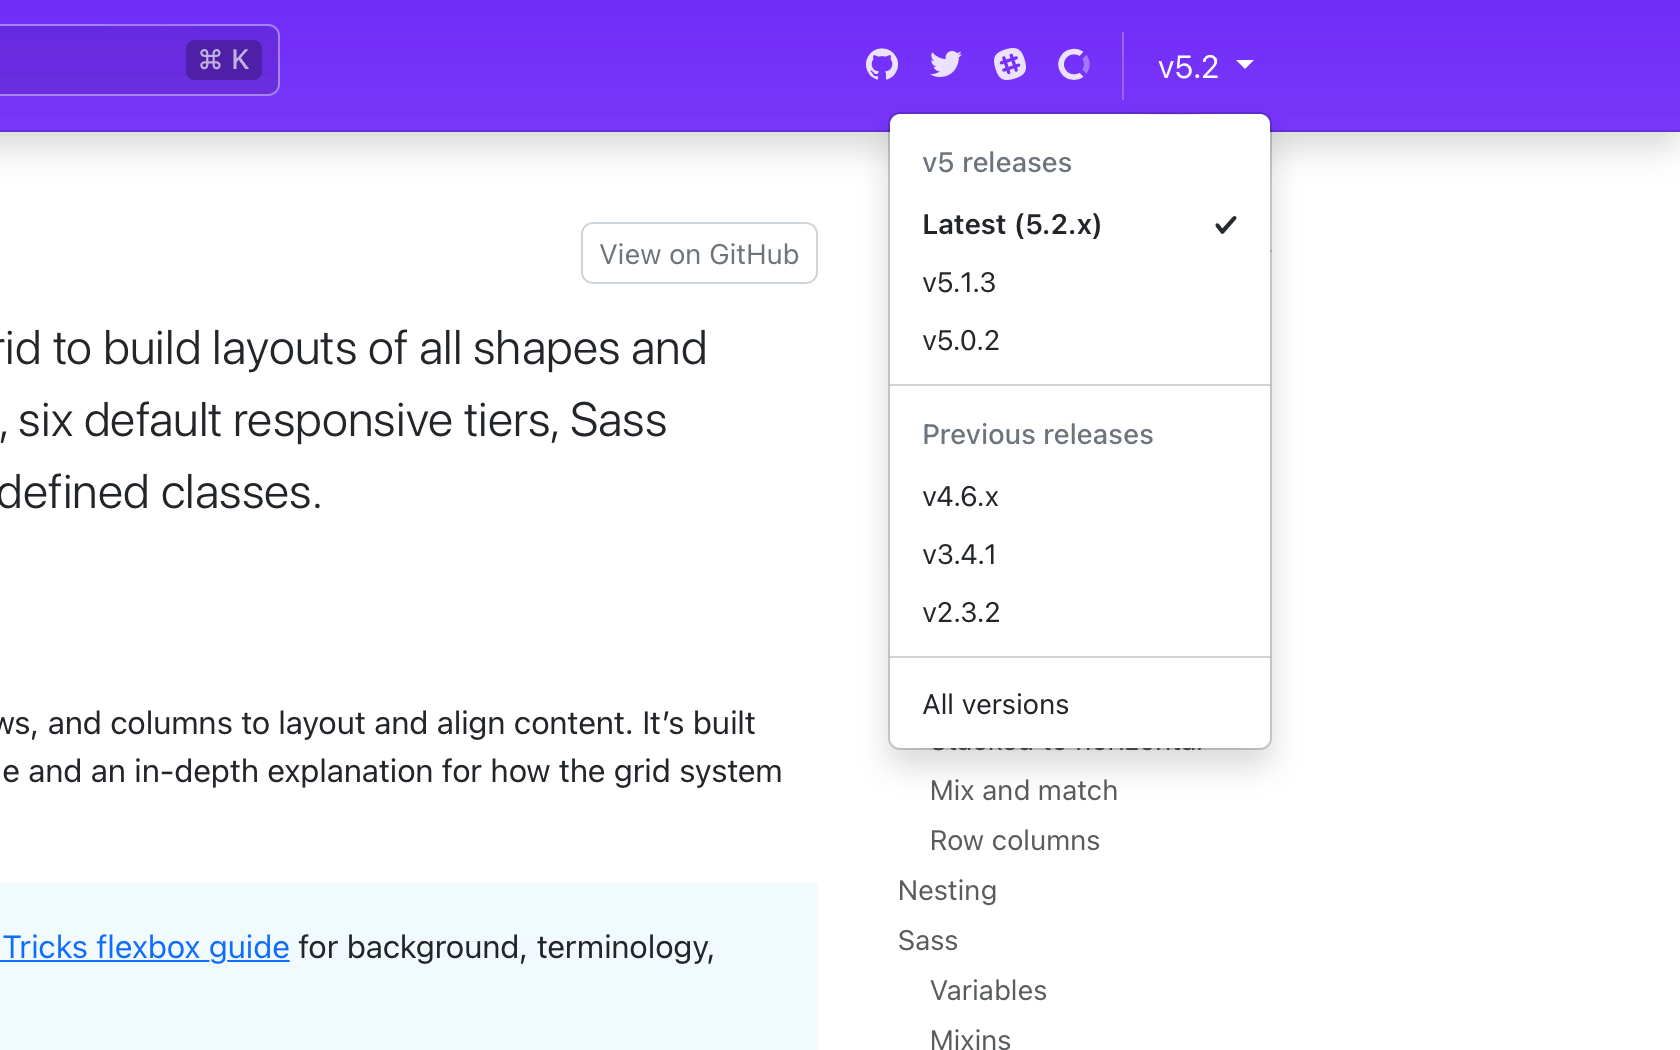 ⌘ K
v5.2
v5 releases
Latest (5.2.x)
v5.1.3
v5.0.2
Previous releases
v4.6.x
v3.4.1
v2.3.2
All versions
View on GitHub
rid to build layouts of all shapes and
, six default responsive tiers, Sass
defined classes.
ws, and columns to layout and align content. It’s built
e and an in-depth explanation for how the grid system
Tricks flexbox guide for background, terminology,
Stacked to horizontal
Mix and match
Row columns
Nesting
Sass
Variables
Mixins